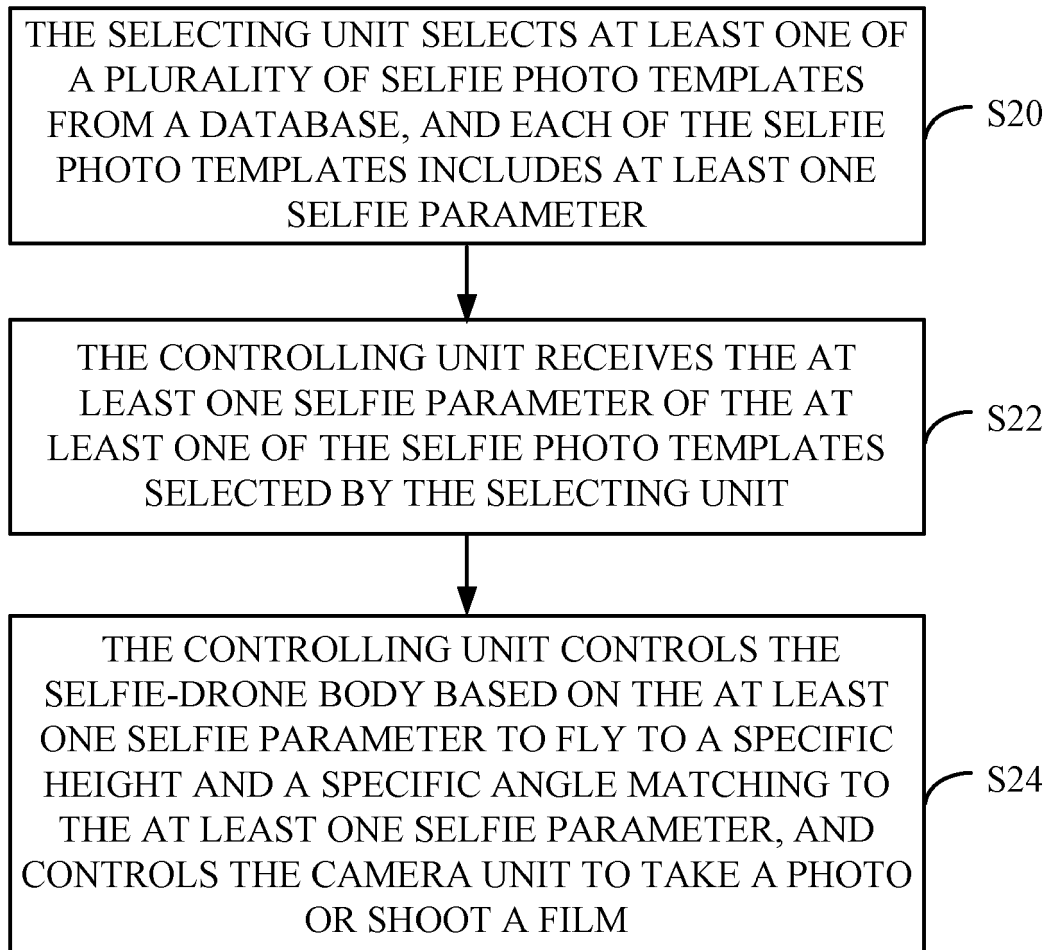 THE SELECTING UNIT SELECTS AT LEAST ONE OF
A PLURALITY OF SELFIE PHOTO TEMPLATES
FROM A DATABASE, AND EACH OF THE SELFIE
PHOTO TEMPLATES INCLUDES AT LEAST ONE
SELFIE PARAMETER
S20
THE CONTROLLING UNIT RECEIVES THE AT
LEAST ONE SELFIE PARAMETER OF THE AT
LEAST ONE OF THE SELFIE PHOTO TEMPLATES
SELECTED BY THE SELECTING UNIT
S22
THE CONTROLLING UNIT CONTROLS THE
SELFIE-DRONE BODY BASED ON THE AT LEAST
ONE SELFIE PARAMETER TO FLY TO A SPECIFIC
HEIGHT AND A SPECIFIC ANGLE MATCHING TO
THE AT LEAST ONE SELFIE PARAMETER, AND
CONTROLS THE CAMERA UNIT TO TAKE A PHOTO
OR SHOOT A FILM
S24